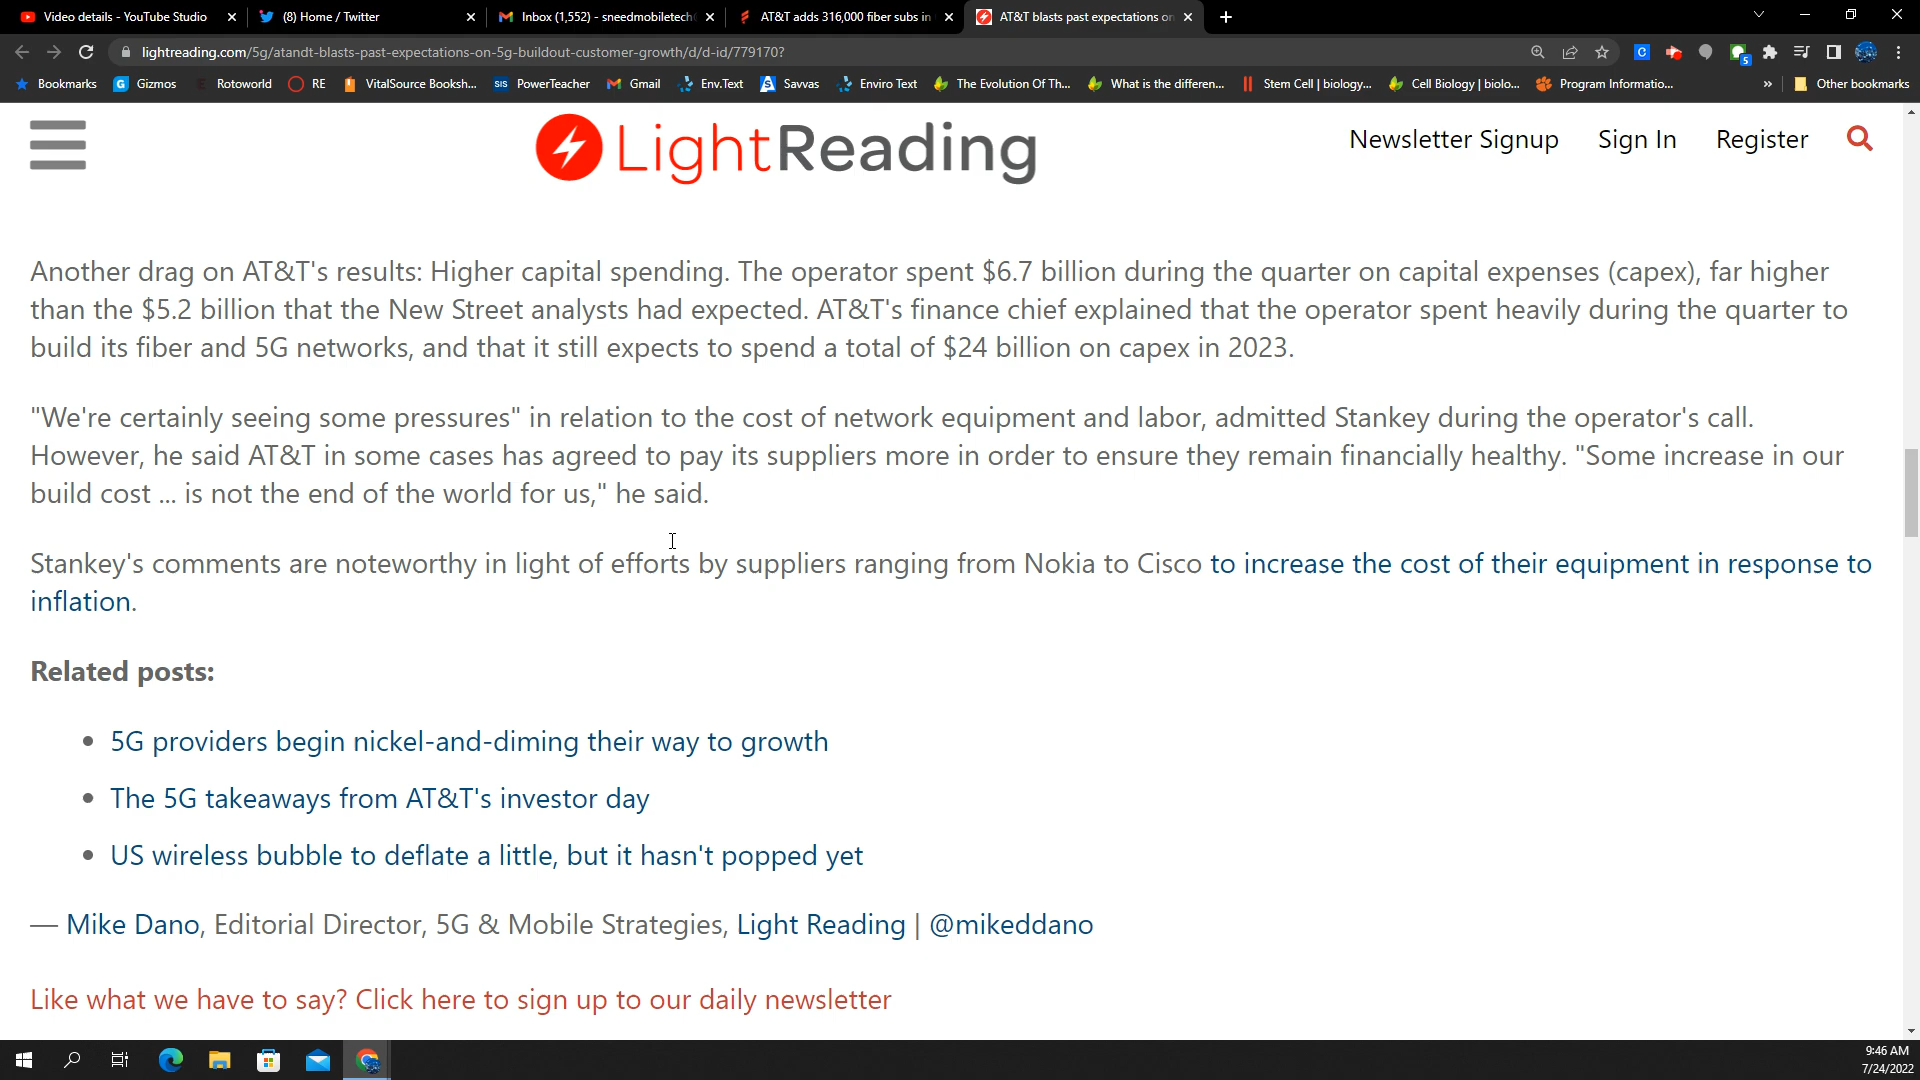 Video details - YouTube Studio
(8) Home / Twitter
Inbox (1,552) - sneedmobiletech
AT&T adds 316,000 fiber subs in
AT&T blasts past expectations on
lightreading.com/5g/atandt-blasts-past-expectations-on-5g-buildout-customer-growth/d/d-id/779170?
5
Bookmarks
Gizmos
Rotoworld
RE
VitalSource Booksh...
SIS PowerTeacher
Gmail
Env.Text
Savvas
Enviro Text
The Evolution Of Th...
What is the differen...
Stem Cell | biology...
Cell Biology | biolo...
Program Informatio...
»
Other bookmarks
LightReading
Newsletter Signup
Sign In
Register
Another drag on AT&T's results: Higher capital spending. The operator spent $6.7 billion during the quarter on capital expenses (capex), far higher
than the $5.2 billion that the New Street analysts had expected. AT&T's finance chief explained that the operator spent heavily during the quarter to
build its fiber and 5G networks, and that it still expects to spend a total of $24 billion on capex in 2023.
"We're certainly seeing some pressures" in relation to the cost of network equipment and labor, admitted Stankey during the operator's call.
However, he said AT&T in some cases has agreed to pay its suppliers more in order to ensure they remain financially healthy. "Some increase in our
build cost ... is not the end of the world for us," he said.
Stankey's comments are noteworthy in light of efforts by suppliers ranging from Nokia to Cisco to increase the cost of their equipment in response to
inflation.
Related posts:
• 5G providers begin nickel-and-diming their way to growth
• The 5G takeaways from AT&T's investor day
• US wireless bubble to deflate a little, but it hasn't popped yet
— Mike Dano, Editorial Director, 5G & Mobile Strategies, Light Reading | @mikeddano
Like what we have to say? Click here to sign up to our daily newsletter
9:46 AM
7/24/2022